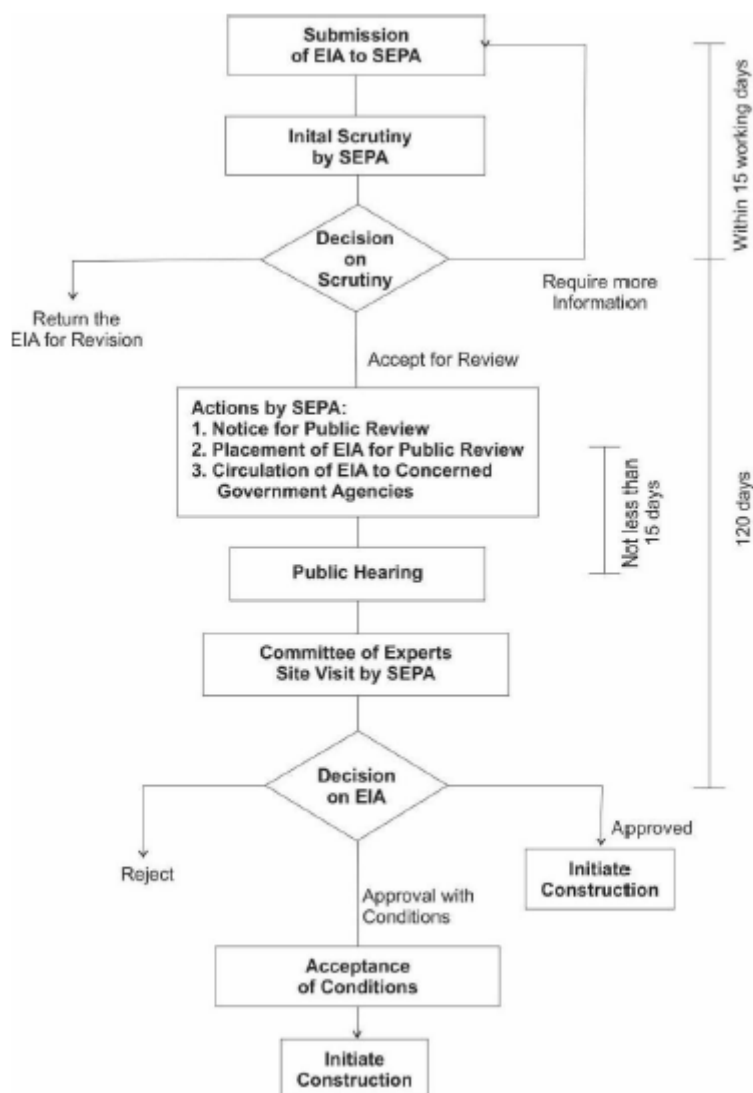 Submission
of EIA to SEPA
Inital Scrutiny
by SEPA
Within 15 working days
Decision
on
Scrutiny
Require more
Information
Return the
EIA for Revision
Accept for Review
Actions by SEPA:
1. Notice for Public Review
2. Placement of EIA for Public Review
3. Circulation of EIA to Concerned
Government Agencies
Not less than
15 days
120 days
Public Hearing
Committee of Experts
Site Visit by SEPA
Decision
on EIA
Reject
Approved
Initiate
Construction
Approval with
Conditions
Acceptance
of Conditions
Initiate
Construction